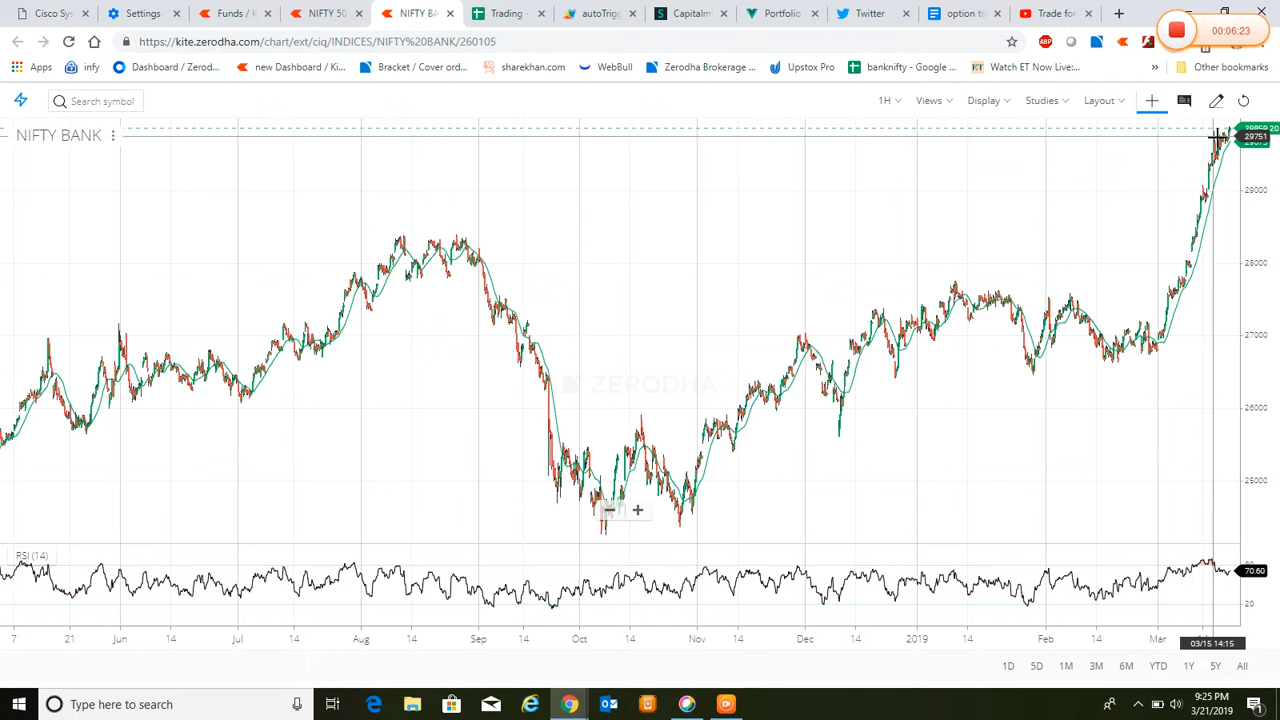 Cisco Sys
Settings
Funds / K
NIFTY 50
NIFTY BA
Trading -
autoTrigg
Capitalmi
Portfolio
Twitter
option tr
Trade for
00:06:23
https://kite.zerodha.com/chart/ext/ciq/INDICES/NIFTY%20BANK/260105
ABP
Apps
infy
Dashboard / Zerod...
new Dashboard / Ki...
Bracket / Cover ord...
sharekhan.com
WebBull
Zerodha Brokerage ...
Upstox Pro
banknifty - Google ...
ET
Watch ET Now Live:...
»
Other bookmarks
Search symbol
1H
Views
Display
Studies
Layout
NIFTY BANK
29751
29000
28000
27000
26000
25000
ZERODHA
RSI (14)
70.60
20
7
21
Jun
14
Jul
14
Aug
14
Sep
14
Oct
14
Nov
14
Dec
14
2019
14
Feb
14
Mar
03/15 14:15
1D
5D
1M
3M
6M
YTD
1Y
5Y
All
Type here to search
9:25 PM
3/21/2019